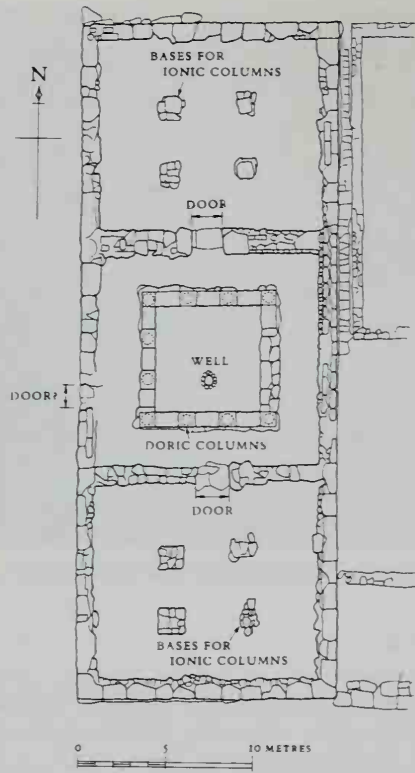 BASES FOR
IONIC COLUMNS
N
DOOR
WELL
DOOR?
DORIC COLUMNS
DOOR
BASES FOR
IONIC COLUMNS
0 5 10 METRES